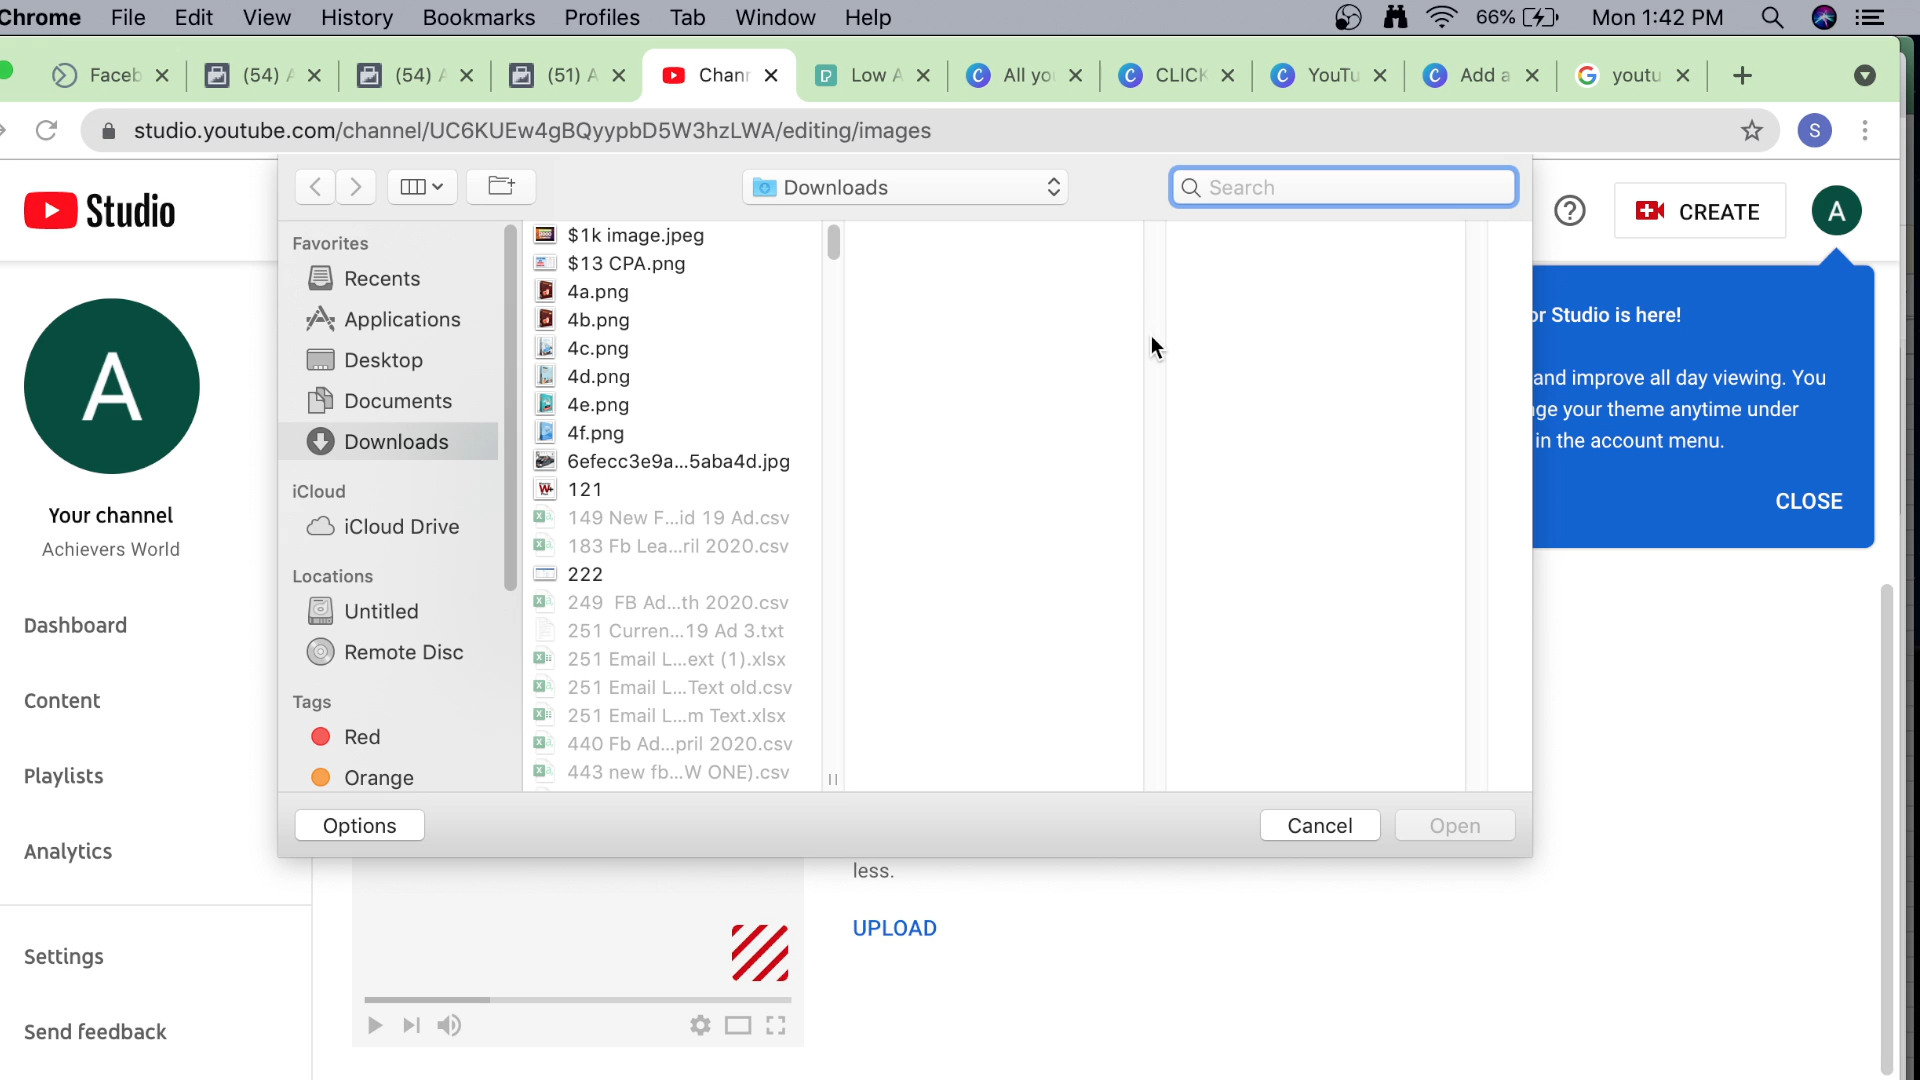 Chrome File Edit View History Bookmarks Profiles Tab Window Help 66% Mon 1:42 PM
Faceb (54) A (54) A (51) A Chann Low A All you CLICK YouTu Add a youtu
studio.youtube.com/channel/UC6KUEw4gBQyypbD5W3hzLWA/editing/images S
Studio
Downloads
Search
CREATE
A
Favorites
Recents
Applications
Desktop
Documents
Downloads
iCloud
iCloud Drive
Locations
Untitled
Remote Disc
Tags
Red
Orange
$1k image.jpeg
$13 CPA.png
4a.png
4b.png
4c.png
4d.png
4e.png
4f.png
6efecc3e9a...5aba4d.jpg
121
149 New F...id 19 Ad.csv
183 Fb Lea...ril 2020.csv
222
249 FB Ad...th 2020.csv
251 Curren...19 Ad 3.txt
251 Email L...ext (1).xlsx
251 Email L...Text old.csv
251 Email L...m Text.xlsx
440 Fb Ad...pril 2020.csv
443 new fb...W ONE).csv
Options
Cancel
Open
or Studio is here!
and improve all day viewing. You
ge your theme anytime under
in the account menu.
CLOSE
A
Your channel
Achievers World
Dashboard
Content
Playlists
Analytics
Settings
Send feedback
less.
UPLOAD